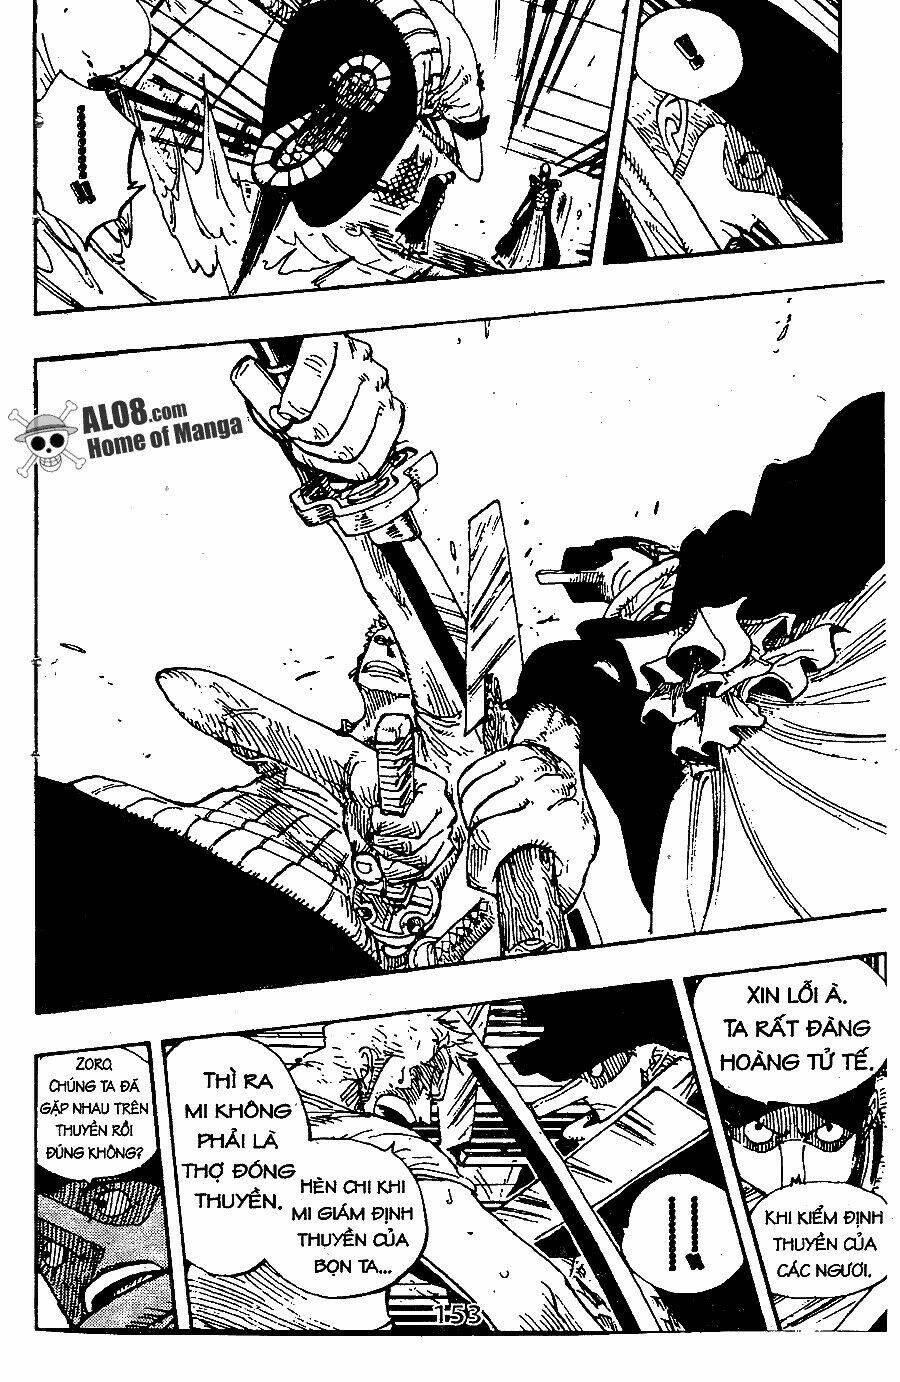 !!
.........!!
AL08.com
Home of Manga
ZORO,
CHÚNG TA ĐÃ
GẶP NHAU TRÊN
THUYỀN RỒI
ĐÚNG KHÔNG?
THÌ RA
MI KHÔNG
PHẢI LÀ
THỢ ĐÓNG
THUYỀN.
HÈN CHI KHI
MI GIÁM ĐỊNH
THUYỀN CỦA
BỌN TA...
.........!!
XIN LỖI À.
TA RẤT ĐÀNG
HOÀNG TỬ TẾ.
KHI KIỂM ĐỊNH
THUYỀN CỦA
CÁC NGƯƠI.
153